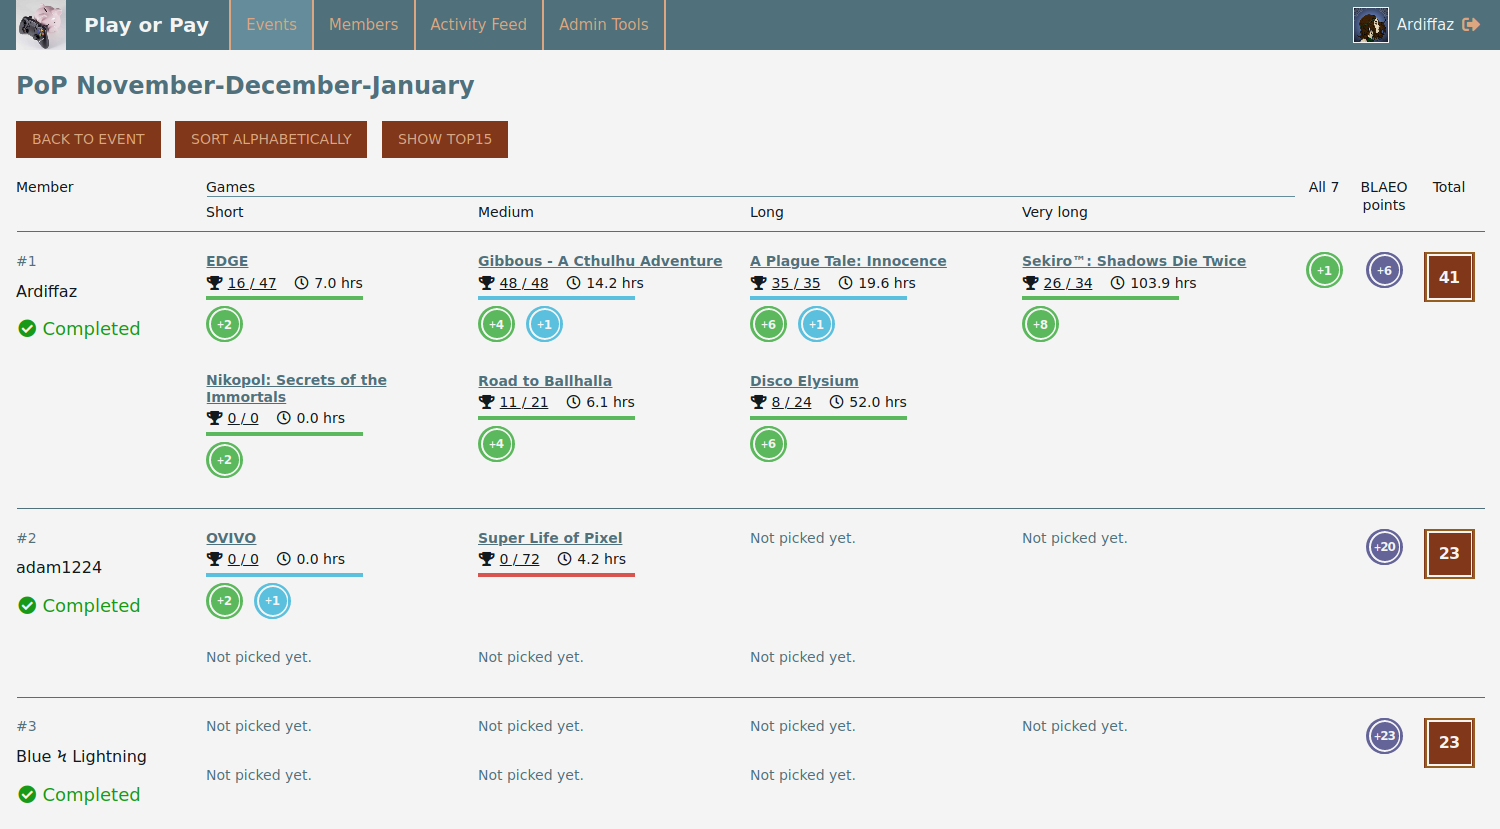 Play or Pay
Events
Members
Activity Feed
Admin Tools
Ardiffaz
PoP November-December-January
BACK TO EVENT
SORT ALPHABETICALLY
SHOW TOP15
Member
Games
All 7
BLAEO
points
Total
Short
Medium
Long
Very long
#1
Ardiffaz
Completed
EDGE
16 / 47 7.0 hrs
+2
Gibbous - A Cthulhu Adventure
48 / 48 14.2 hrs
+4 +1
A Plague Tale: Innocence
35 / 35 19.6 hrs
+6 +1
Sekiro™: Shadows Die Twice
26 / 34 103.9 hrs
+8
+1
+6
41
Nikopol: Secrets of the
Immortals
0 / 0 0.0 hrs
+2
Road to Ballhalla
11 / 21 6.1 hrs
+4
Disco Elysium
8 / 24 52.0 hrs
+6
#2
adam1224
Completed
OVIVO
0 / 0 0.0 hrs
+2 +1
Super Life of Pixel
0 / 72 4.2 hrs
Not picked yet.
Not picked yet.
+20
23
Not picked yet.
Not picked yet.
Not picked yet.
#3
Blue Ϟ Lightning
Completed
Not picked yet.
Not picked yet.
Not picked yet.
Not picked yet.
+23
23
Not picked yet.
Not picked yet.
Not picked yet.